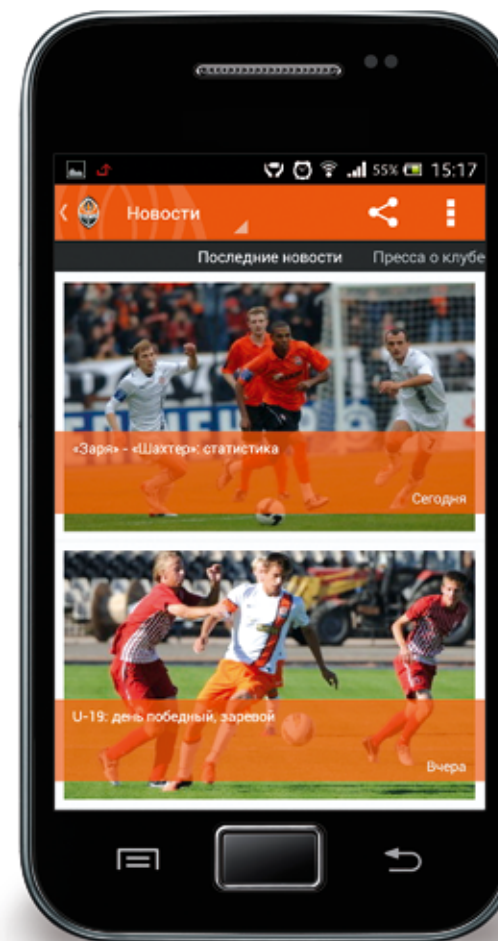 55% 15:17
Новости
Последние новости Пресса о клубе
«Заря» - «Шахтер»: статистика
Сегодня
U-19: день победный, заревой
Вчера